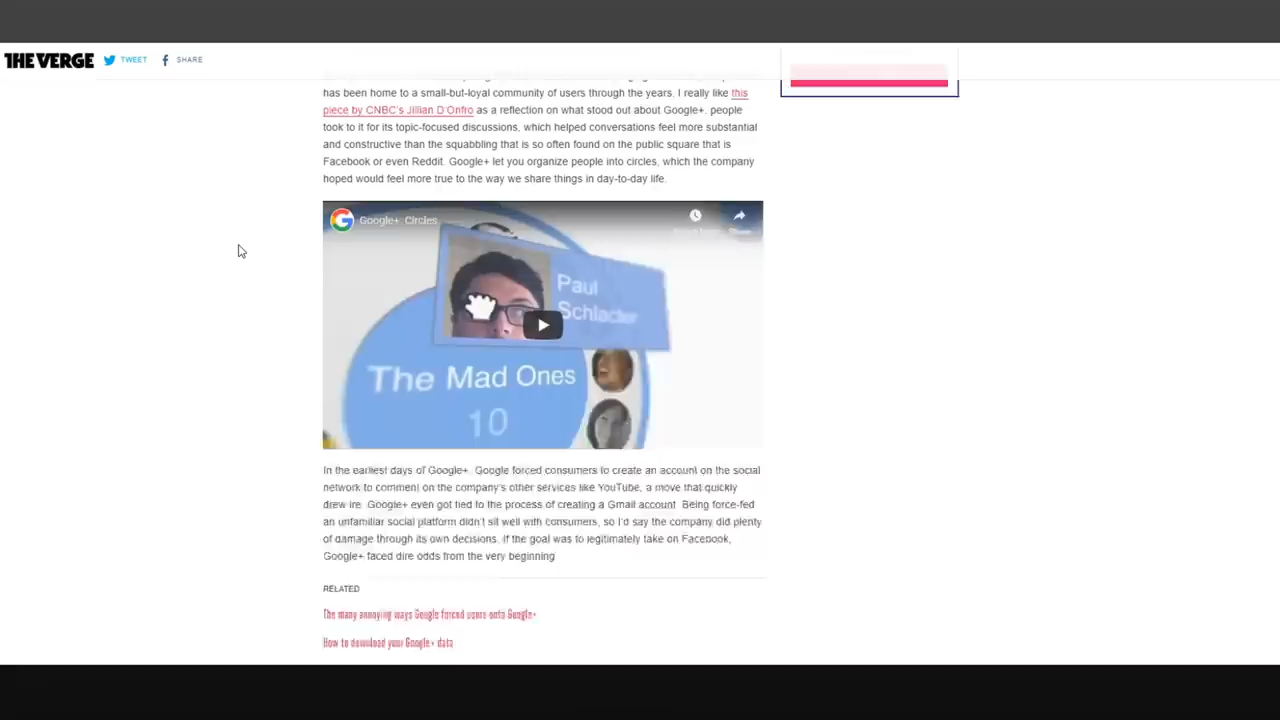 THE VERGE TWEET SHARE
has been home to a small-but-loyal community of users through the years. I really like this
piece by CNBC's Jillian D'Onfro as a reflection on what stood out about Google+. people
took to it for its topic-focused discussions, which helped conversations feel more substantial
and constructive than the squabbling that is so often found on the public square that is
Facebook or even Reddit. Google+ let you organize people into circles, which the company
hoped would feel more true to the way we share things in day-to-day life.
Google+ Circles
Share
Paul
Schlacter
The Mad Ones
10
In the earliest days of Google+, Google forced consumers to create an account on the social
network to comment on the company's other services like YouTube, a move that quickly
drew ire. Google+ even got tied to the process of creating a Gmail account. Being force-fed
an unfamiliar social platform didn't sit well with consumers, so I'd say the company did plenty
of damage through its own decisions. If the goal was to legitimately take on Facebook,
Google+ faced dire odds from the very beginning
RELATED
The many annoying ways Google forced users onto Google+
How to download your Google+ data